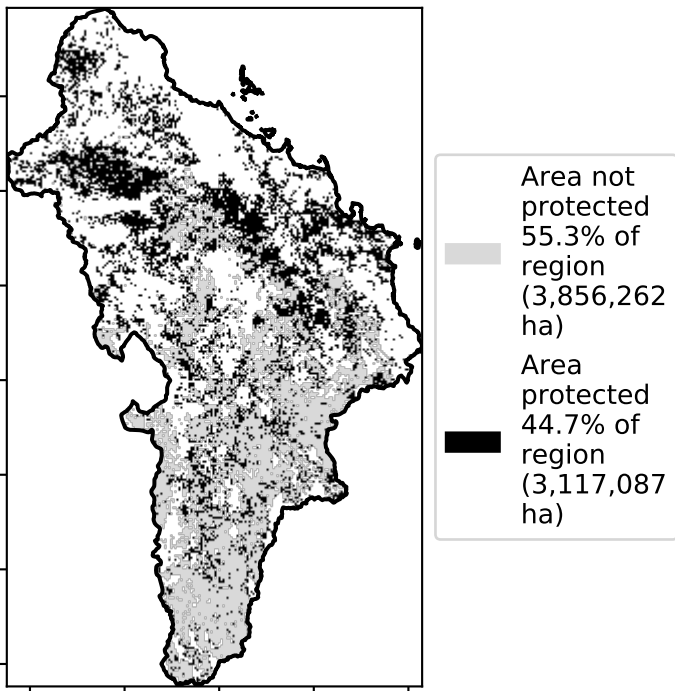 Area not
protected
55.3% of
region
(3,856,262
ha)
Area
protected
44.7% of
region
(3,117,087
ha)